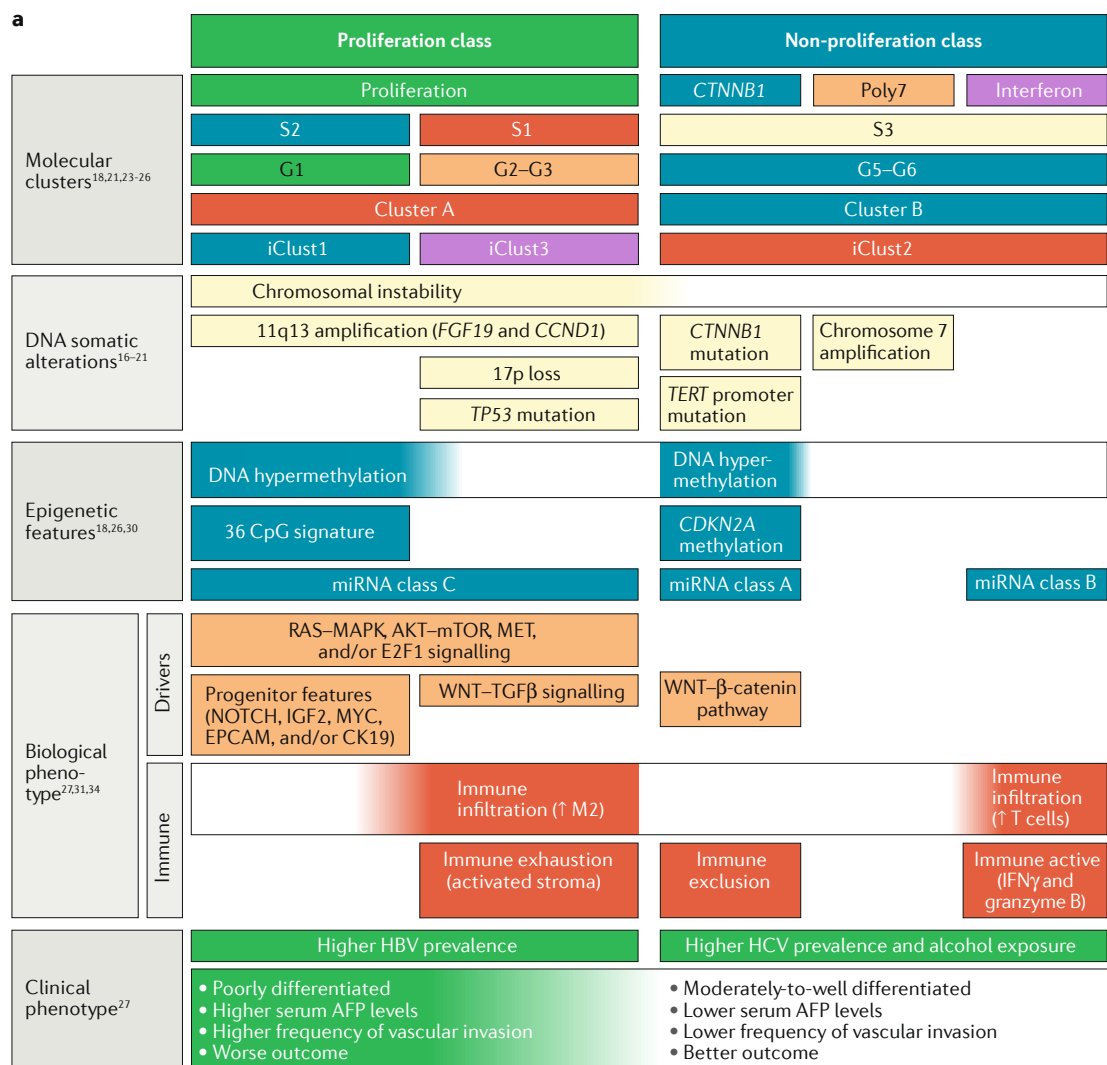 a
Proliferation class
Non-proliferation class
Molecular
clusters18,21,23-26
Proliferation
CTNNB1
Poly7
Interferon
S2
S1
S3
G1
G2–G3
G5–G6
Cluster A
Cluster B
iClust1
iClust3
iClust2
DNA somatic
alterations16–21
Chromosomal instability
11q13 amplification (FGF19 and CCND1)
CTNNB1
mutation
Chromosome 7
amplification
17p loss
TP53 mutation
TERT promoter
mutation
Epigenetic
features18,26,30
DNA hypermethylation
DNA hyper-
methylation
36 CpG signature
CDKN2A
methylation
miRNA class C
miRNA class A
miRNA class B
Biological
pheno-
type27,31,34
Drivers
RAS–MAPK, AKT–mTOR, MET,
and/or E2F1 signalling
Progenitor features
(NOTCH, IGF2, MYC,
EPCAM, and/or CK19)
WNT–TGFβ signalling
WNT–β-catenin
pathway
Immune
Immune
infiltration (↑ M2)
Immune
infiltration
(↑ T cells)
Immune exhaustion
(activated stroma)
Immune
exclusion
Immune active
(IFNγ and
granzyme B)
Clinical
phenotype27
Higher HBV prevalence
Higher HCV prevalence and alcohol exposure
• Poorly differentiated
• Higher serum AFP levels
• Higher frequency of vascular invasion
• Worse outcome
• Moderately-to-well differentiated
• Lower serum AFP levels
• Lower frequency of vascular invasion
• Better outcome